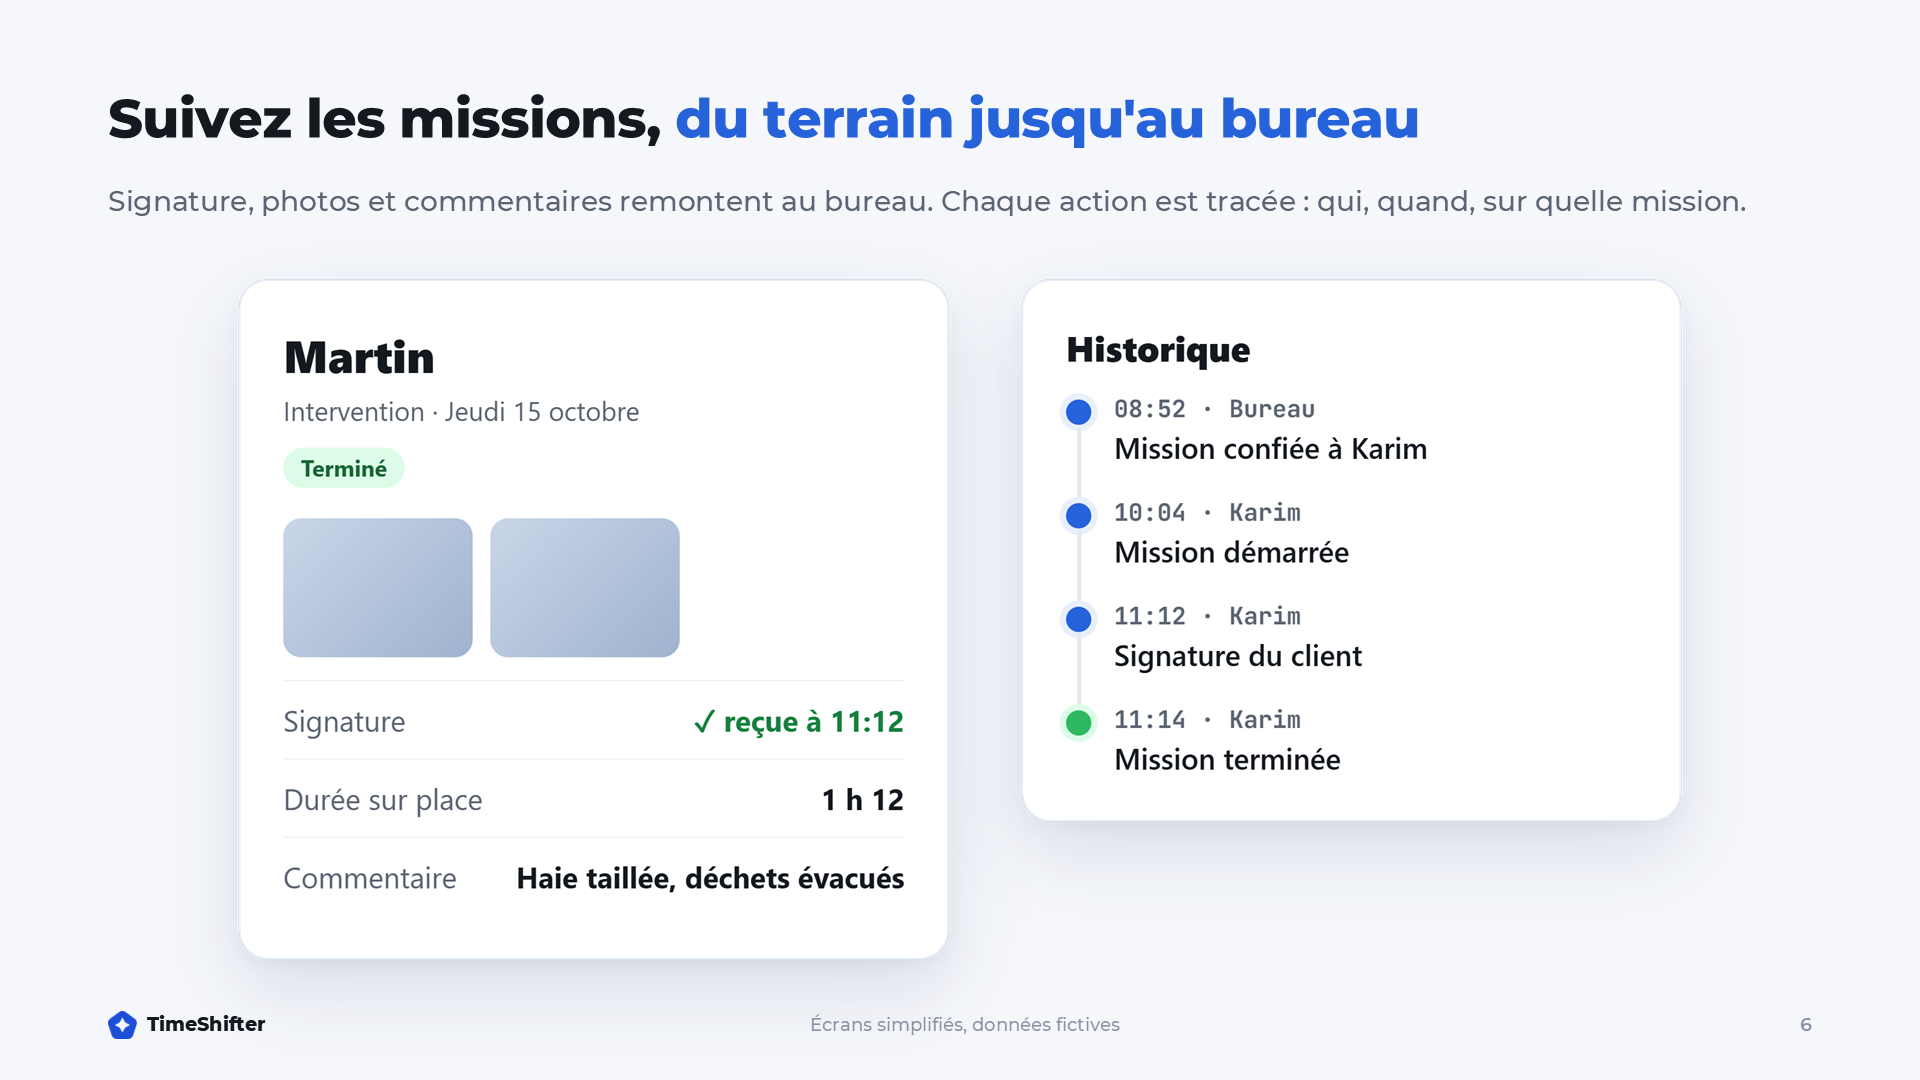 Suivez les missions, du terrain jusqu'au bureau
Signature, photos et commentaires remontent au bureau. Chaque action est tracée : qui, quand, sur quelle mission.
Martin
Intervention · Jeudi 15 octobre
Terminé
Signature ✓ reçue à 11:12
Durée sur place 1 h 12
Commentaire Haie taillée, déchets évacués
Historique
08:52 · Bureau
Mission confiée à Karim
10:04 · Karim
Mission démarrée
11:12 · Karim
Signature du client
11:14 · Karim
Mission terminée
TimeShifter
Écrans simplifiés, données fictives
6